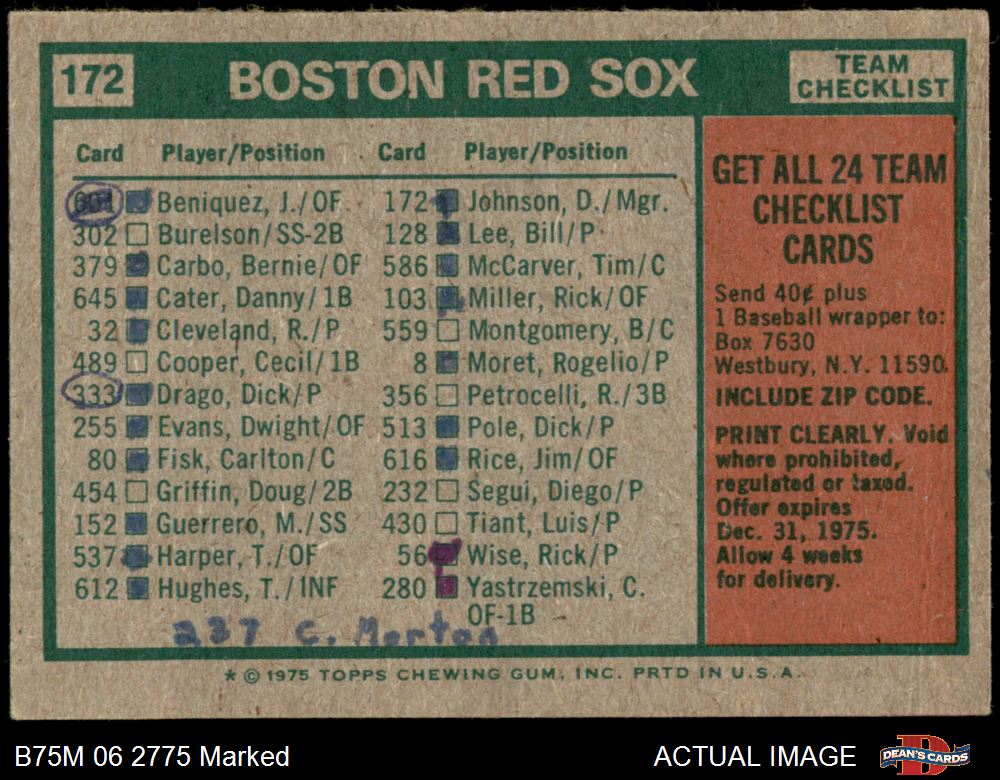 172 BOSTON RED SOX TEAM CHECKLIST
Card Player/Position
601 Beniquez, J./OF
302 Burelson/SS-2B
379 Carbo, Bernie/OF
645 Cater, Danny/1B
32 Cleveland, R./P
489 Cooper, Cecil/1B
333 Drago, Dick/P
255 Evans, Dwight/OF
80 Fisk, Carlton/C
454 Griffin, Doug/2B
152 Guerrero, M./SS
537 Harper, T./OF
612 Hughes, T./INF
Card Player/Position
172 Johnson, D./Mgr.
128 Lee, Bill/P
586 McCarver, Tim/C
103 Miller, Rick/OF
559 Montgomery, B/C
8 Moret, Rogelio/P
356 Petrocelli, R./3B
513 Pole, Dick/P
616 Rice, Jim/OF
232 Segui, Diego/P
430 Tiant, Luis/P
56 Wise, Rick/P
280 Yastrzemski, C.
OF-1B
237 C. Morton
GET ALL 24 TEAM
CHECKLIST
CARDS
Send 40¢ plus
1 Baseball wrapper to:
Box 7630
Westbury, N.Y. 11590.
INCLUDE ZIP CODE.
PRINT CLEARLY. Void
where prohibited,
regulated or taxed.
Offer expires
Dec. 31, 1975.
Allow 4 weeks
for delivery.
* © 1975 TOPPS CHEWING GUM, INC. PRTD IN U.S.A.
B75M 06 2775 Marked
ACTUAL IMAGE
DEAN'S CARDS